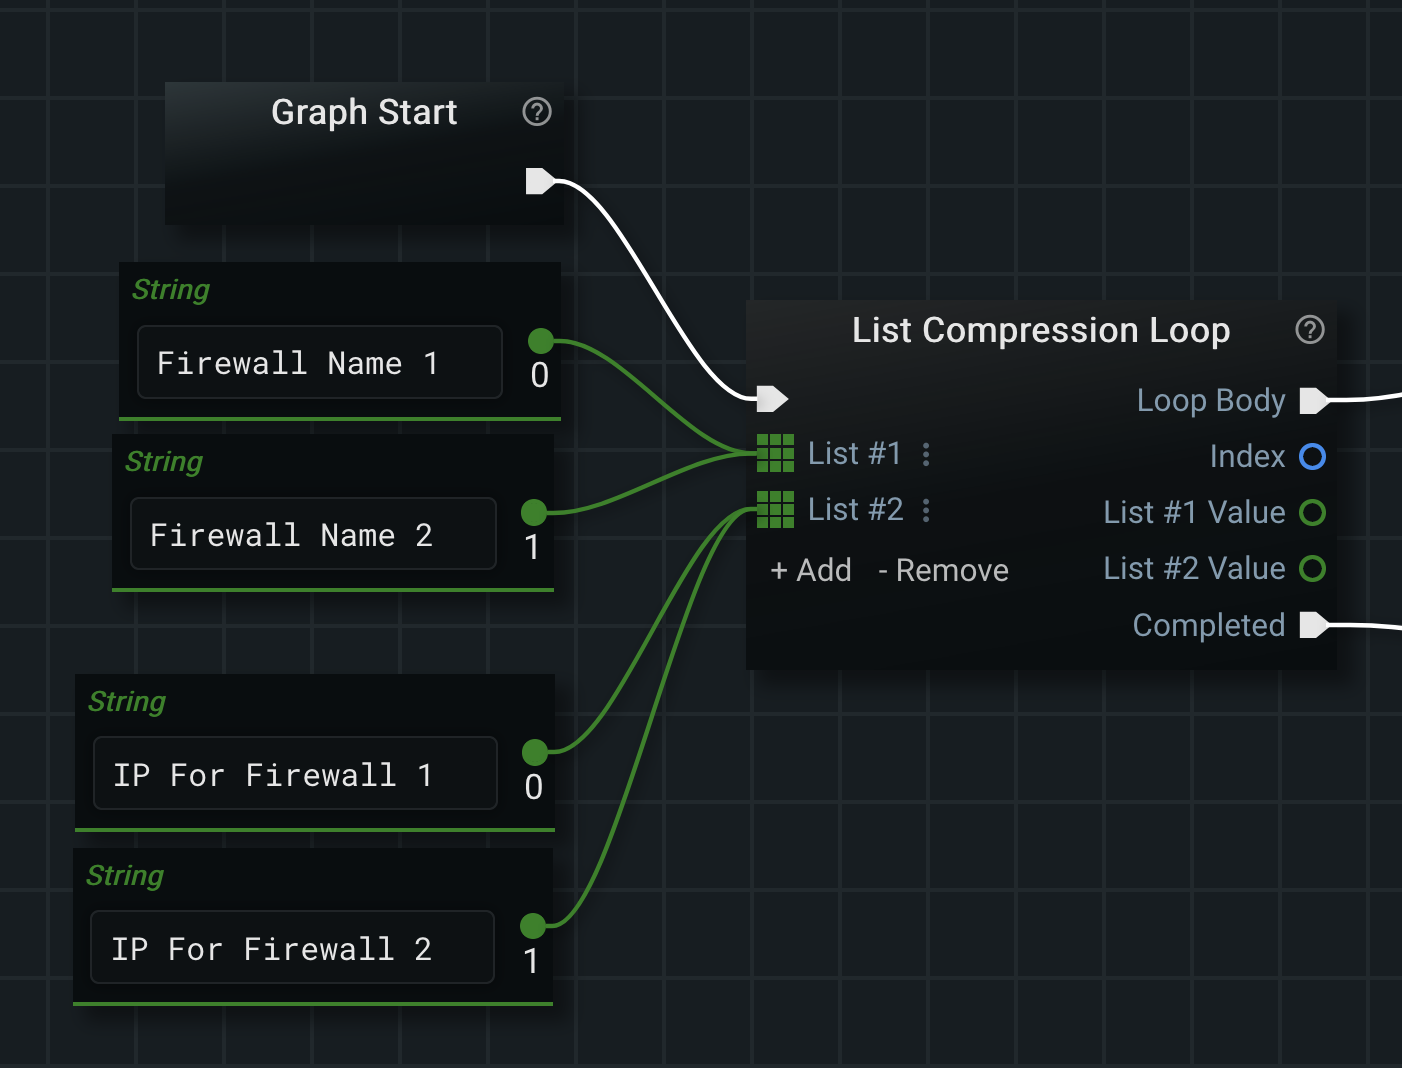 Graph Start
String
Firewall Name 1
0
String
Firewall Name 2
1
String
IP For Firewall 1
0
String
IP For Firewall 2
1
List Compression Loop
Loop Body
List #1
Index
List #2
List #1 Value
+ Add - Remove
List #2 Value
Completed